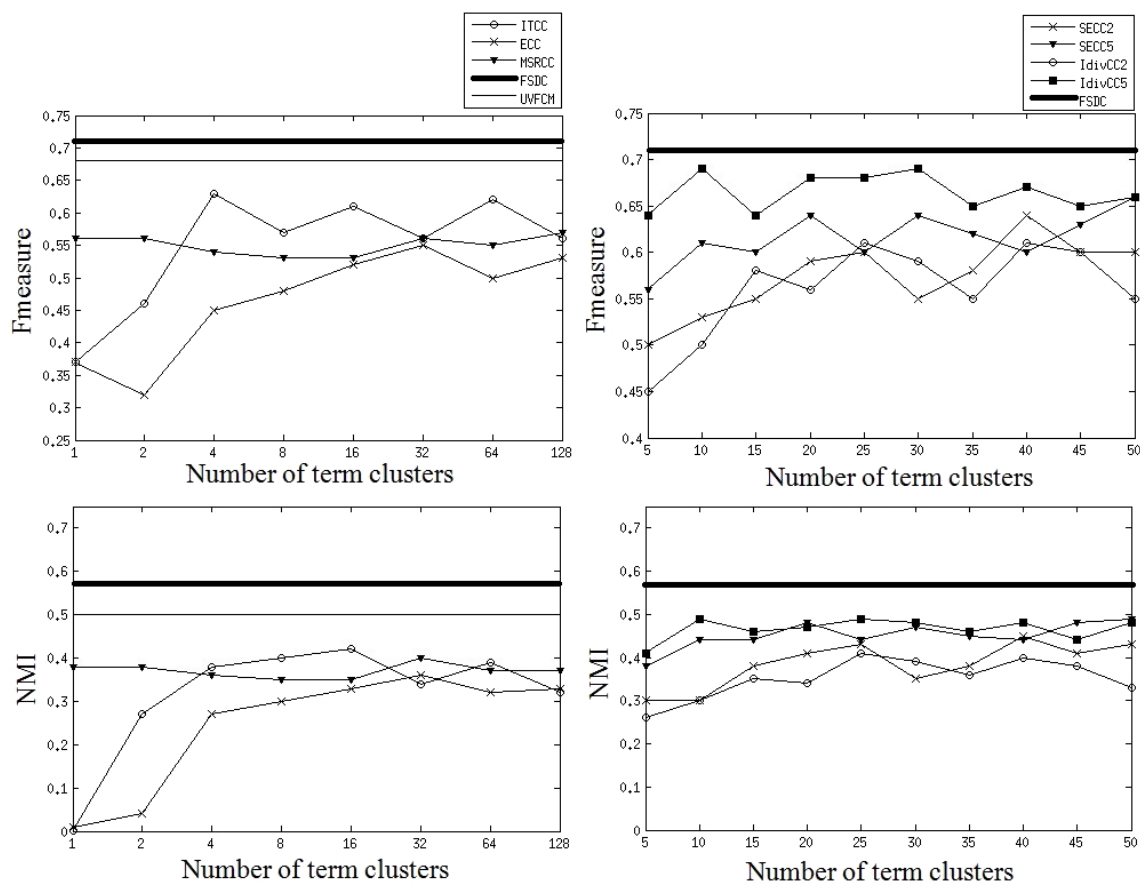 ITCC
ECC
MSRCC
FSDC
UVFCM
0.75
0.7
0.65
0.6
0.55
0.5
0.45
0.4
0.35
0.3
0.25
Fmeasure
1 2 4 8 16 32 64 128
Number of term clusters
SECC2
SECC5
IdivCC2
IdivCC5
FSDC
0.75
0.7
0.65
0.6
0.55
0.5
0.45
0.4
Fmeasure
5 10 15 20 25 30 35 40 45 50
Number of term clusters
0.7
0.6
0.5
0.4
0.3
0.2
0.1
0
NMI
1 2 4 8 16 32 64 128
Number of term clusters
0.7
0.6
0.5
0.4
0.3
0.2
0.1
0
NMI
5 10 15 20 25 30 35 40 45 50
Number of term clusters